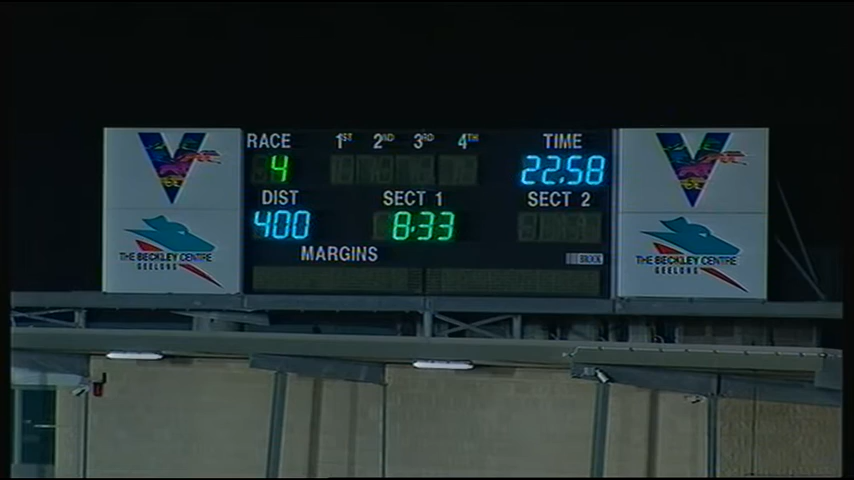 RACE 1ST 2ND 3RD 4TH TIME
4 22.58
DIST SECT 1 SECT 2
400 8.33
MARGINS
THE BECKLEY CENTRE
GEELONG
THE BECKLEY CENTRE
GEELONG